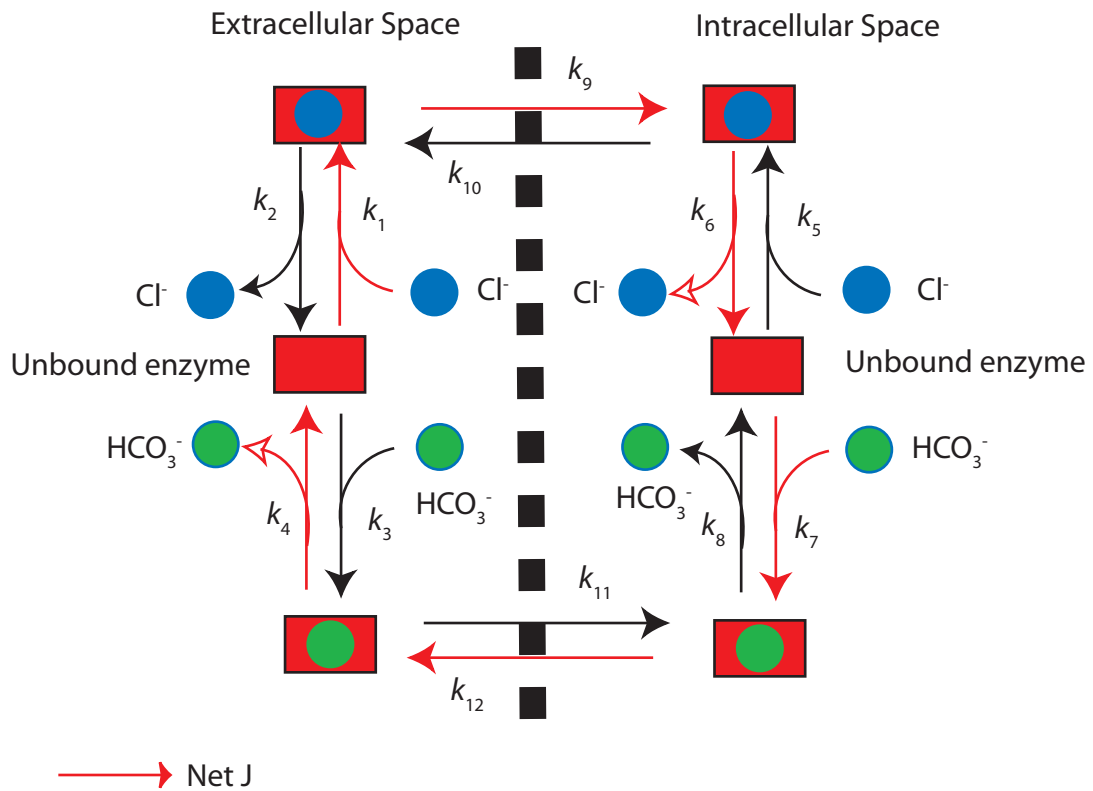 Extracellular Space
Intracellular Space
k₉
k₁₀
k₂
k₁
k₆
k₅
Cl⁻
Cl⁻
Cl⁻
Cl⁻
Unbound enzyme
Unbound enzyme
HCO₃⁻
HCO₃⁻
HCO₃⁻
HCO₃⁻
k₄
k₃
k₈
k₇
k₁₁
k₁₂
Net J